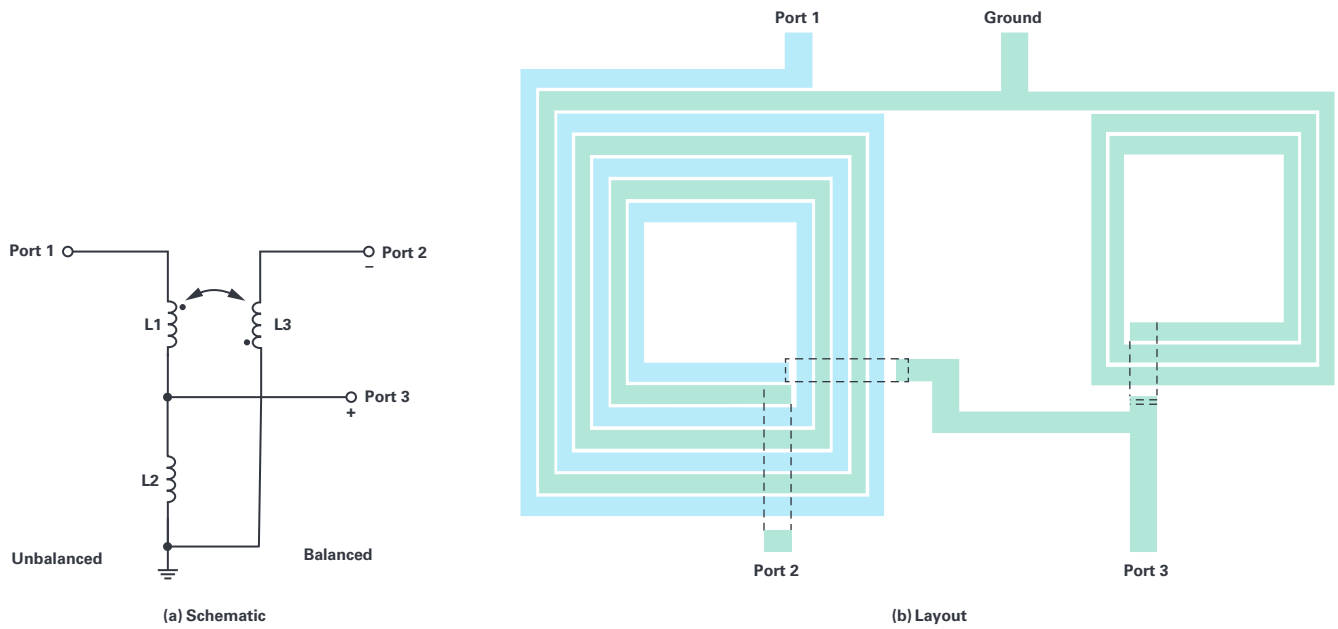 Port 1
Ground
Port 1
Port 2
–
L1
L3
Port 3
+
L2
Unbalanced
Balanced
Port 2
Port 3
(a) Schematic
(b) Layout